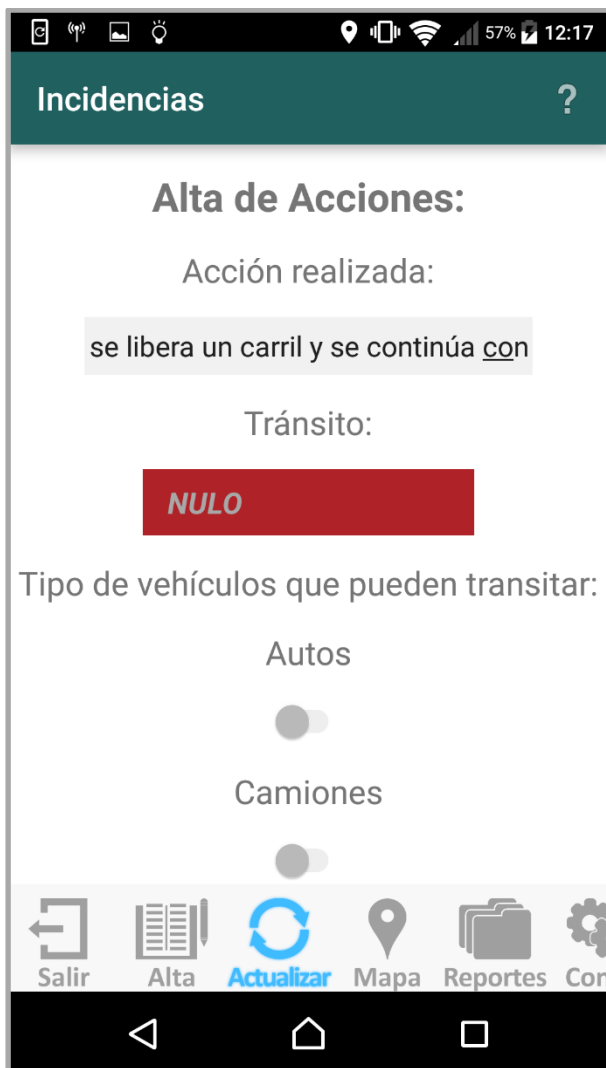 57% 12:17
Incidencias ?
Alta de Acciones:
Acción realizada:
se libera un carril y se continúa con
Tránsito:
NULO
Tipo de vehículos que pueden transitar:
Autos
Camiones
Salir Alta Actualizar Mapa Reportes Con